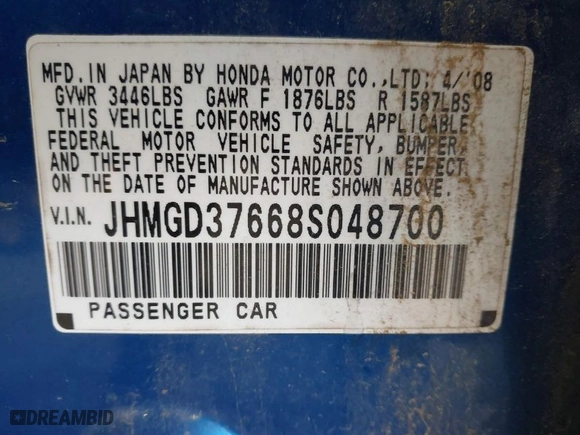 MFD. IN JAPAN BY HONDA MOTOR CO., LTD; 4/'08
GVWR 3446LBS GAWR F 1876LBS R 1587LBS
THIS VEHICLE CONFORMS TO ALL APPLICABLE
FEDERAL MOTOR VEHICLE SAFETY, BUMPER,
AND THEFT PREVENTION STANDARDS IN EFFECT
ON THE DATE OF MANUFACTURE SHOWN ABOVE.
V.I.N. JHMGD37668S048700
PASSENGER CAR
DREAMBID